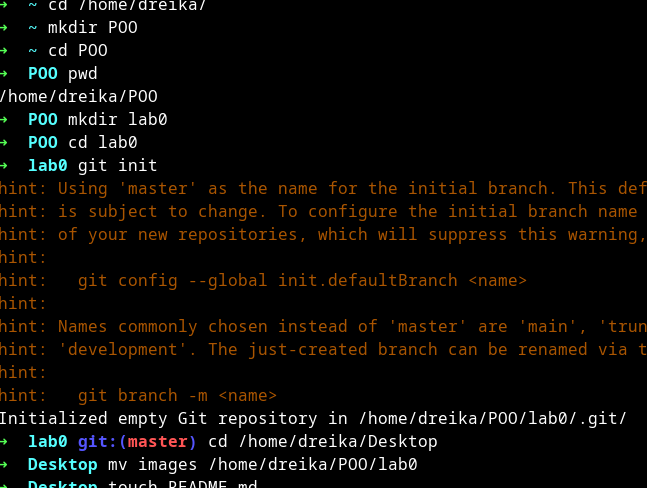 → ~ cd /home/dreika/
→ ~ mkdir POO
→ ~ cd POO
→ POO pwd
/home/dreika/POO
→ POO mkdir lab0
→ POO cd lab0
→ lab0 git init
hint: Using 'master' as the name for the initial branch. This def
hint: is subject to change. To configure the initial branch name
hint: of your new repositories, which will suppress this warning,
hint:
hint:   git config --global init.defaultBranch <name>
hint:
hint: Names commonly chosen instead of 'master' are 'main', 'trun
hint: 'development'. The just-created branch can be renamed via t
hint:
hint:   git branch -m <name>
Initialized empty Git repository in /home/dreika/POO/lab0/.git/
→ lab0 git:(master) cd /home/dreika/Desktop
→ Desktop mv images /home/dreika/POO/lab0
→ Desktop touch README.md